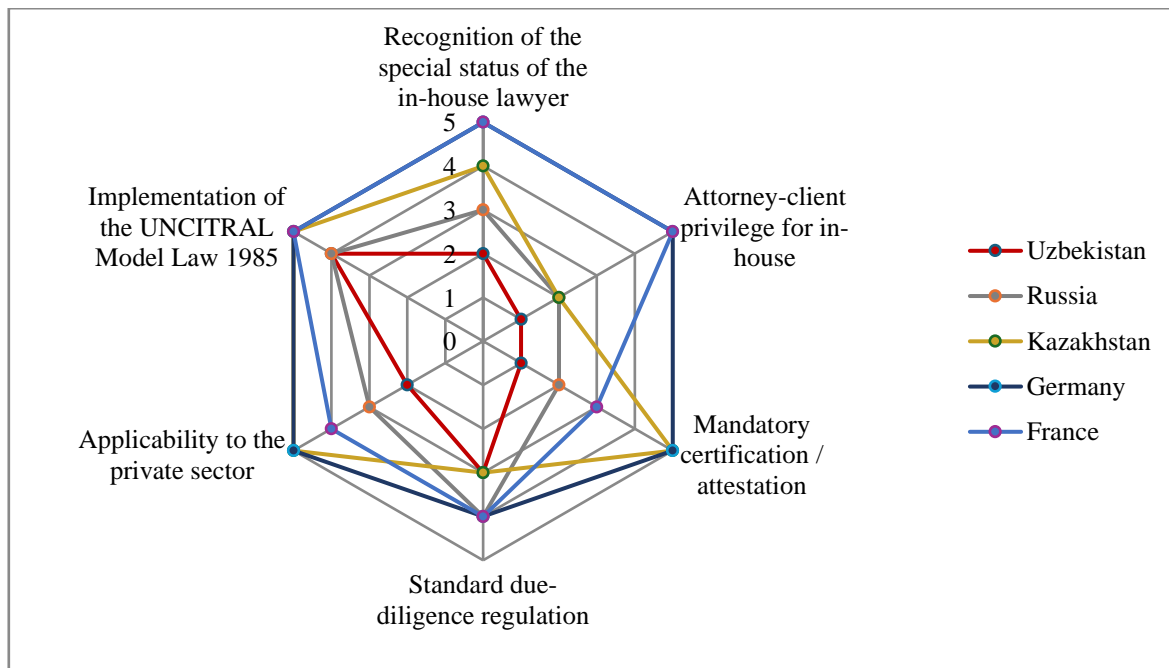 Recognition of the
special status of the
in-house lawyer
5
4
3
2
1
0
Attorney-client
privilege for in-
house
Mandatory
certification /
attestation
Standard due-
diligence regulation
Applicability to the
private sector
Implementation of
the UNCITRAL
Model Law 1985
Uzbekistan
Russia
Kazakhstan
Germany
France